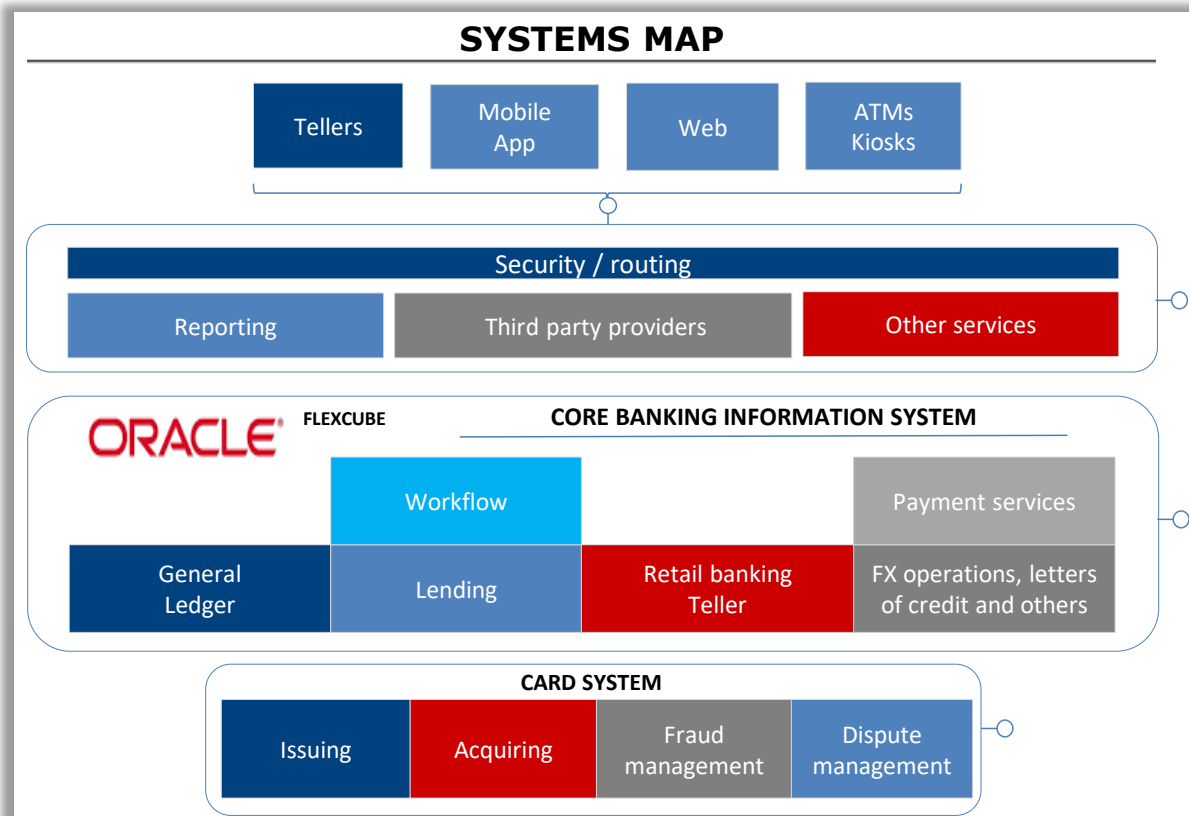 SYSTEMS MAP
Tellers
Mobile
App
Web
ATMs
Kiosks
Security / routing
Reporting
Third party providers
Other services
ORACLE®
FLEXCUBE
CORE BANKING INFORMATION SYSTEM
Workflow
Payment services
General
Ledger
Lending
Retail banking
Teller
FX operations, letters
of credit and others
CARD SYSTEM
Issuing
Acquiring
Fraud
management
Dispute
management